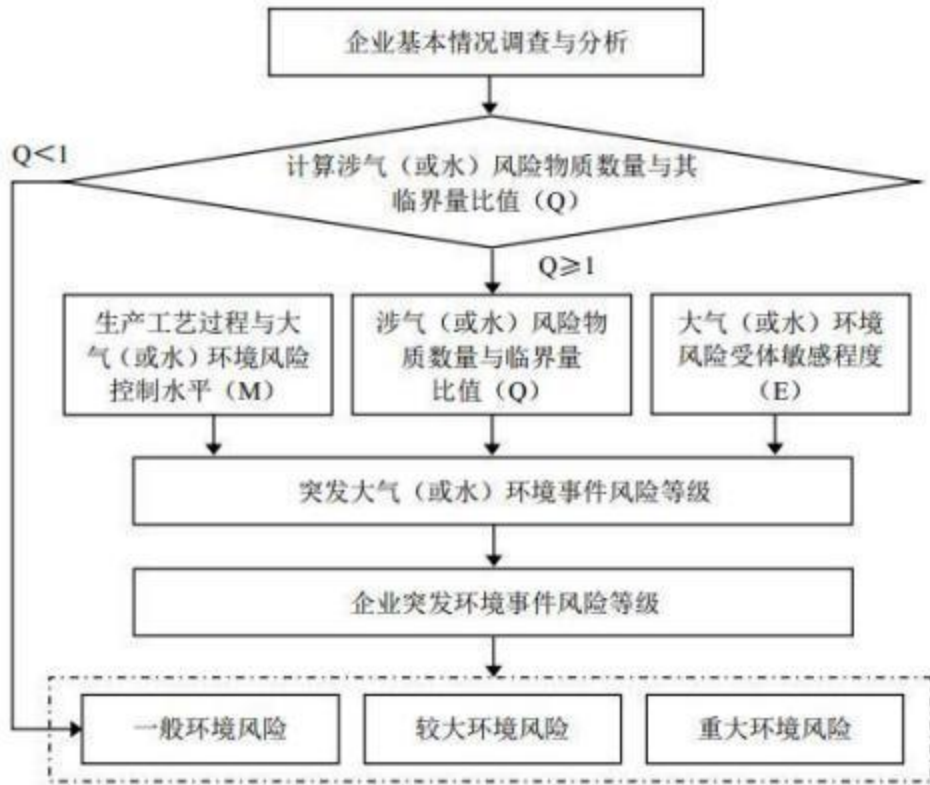 企业基本情况调查与分析
Q<1
计算涉气（或水）风险物质数量与其
临界量比值（Q）
Q≥1
生产工艺过程与大
气（或水）环境风险
控制水平（M）
涉气（或水）风险物
质数量与临界量
比值（Q）
大气（或水）环境
风险受体敏感程度
（E）
突发大气（或水）环境事件风险等级
企业突发环境事件风险等级
一般环境风险
较大环境风险
重大环境风险